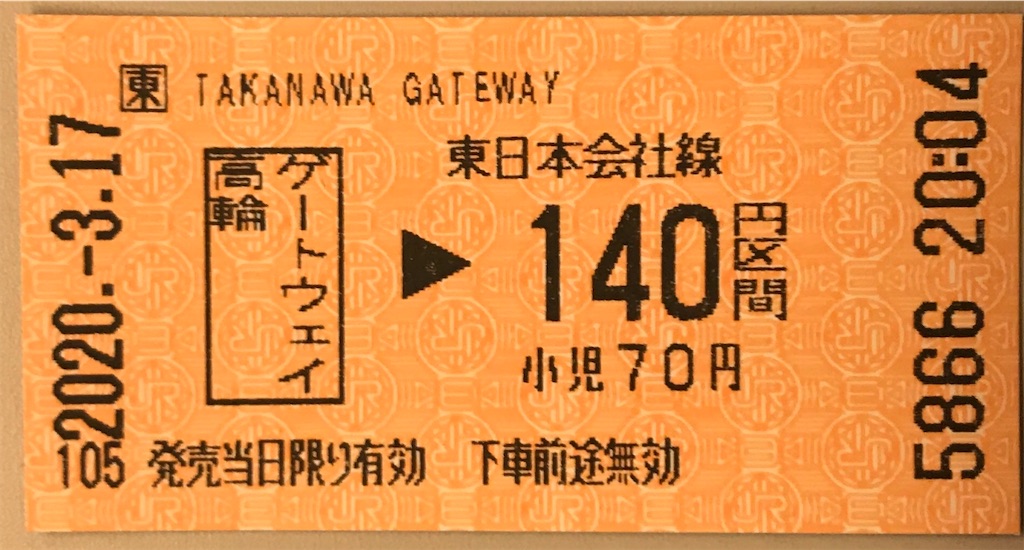 東 TAKANAWA GATEWAY
高輪
ゲートウェイ
▶
東日本会社線
140円区間
小児70円
発売当日限り有効 下車前途無効
105
2020.-3.17
5866 20:04